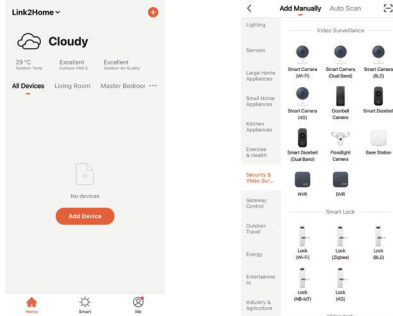 Link2Home
Cloudy
29 °C
Excellent
Excellent
Outdoor Temp
Outdoor PM2.5
Outdoor Air Quality
All Devices
Living Room
Master Bedroo
No devices
Add Device
Home
Smart
Me
Add Manually
Auto Scan
Lighting
Sensors
Large Home
Appliances
Small Home
Appliances
Kitchen
Appliances
Exercise
& Health
Security &
Video Sur...
Gateway
Control
Outdoor
Travel
Energy
Entertainme
nt
Industry &
Agriculture
Video Surveillance
Smart Camera
(Wi-Fi)
Smart Camera
(Dual Band)
Smart Camera
(BLE)
Smart Camera
(4G)
Doorbell
Camera
Smart Doorbell
Smart Doorbell
(Dual Band)
Floodlight
Camera
Base Station
NVR
DVR
Smart Lock
Lock
(Wi-Fi)
Lock
(Zigbee)
Lock
(BLE)
Lock
(NB-IoT)
Lock
(4G)
Video lock